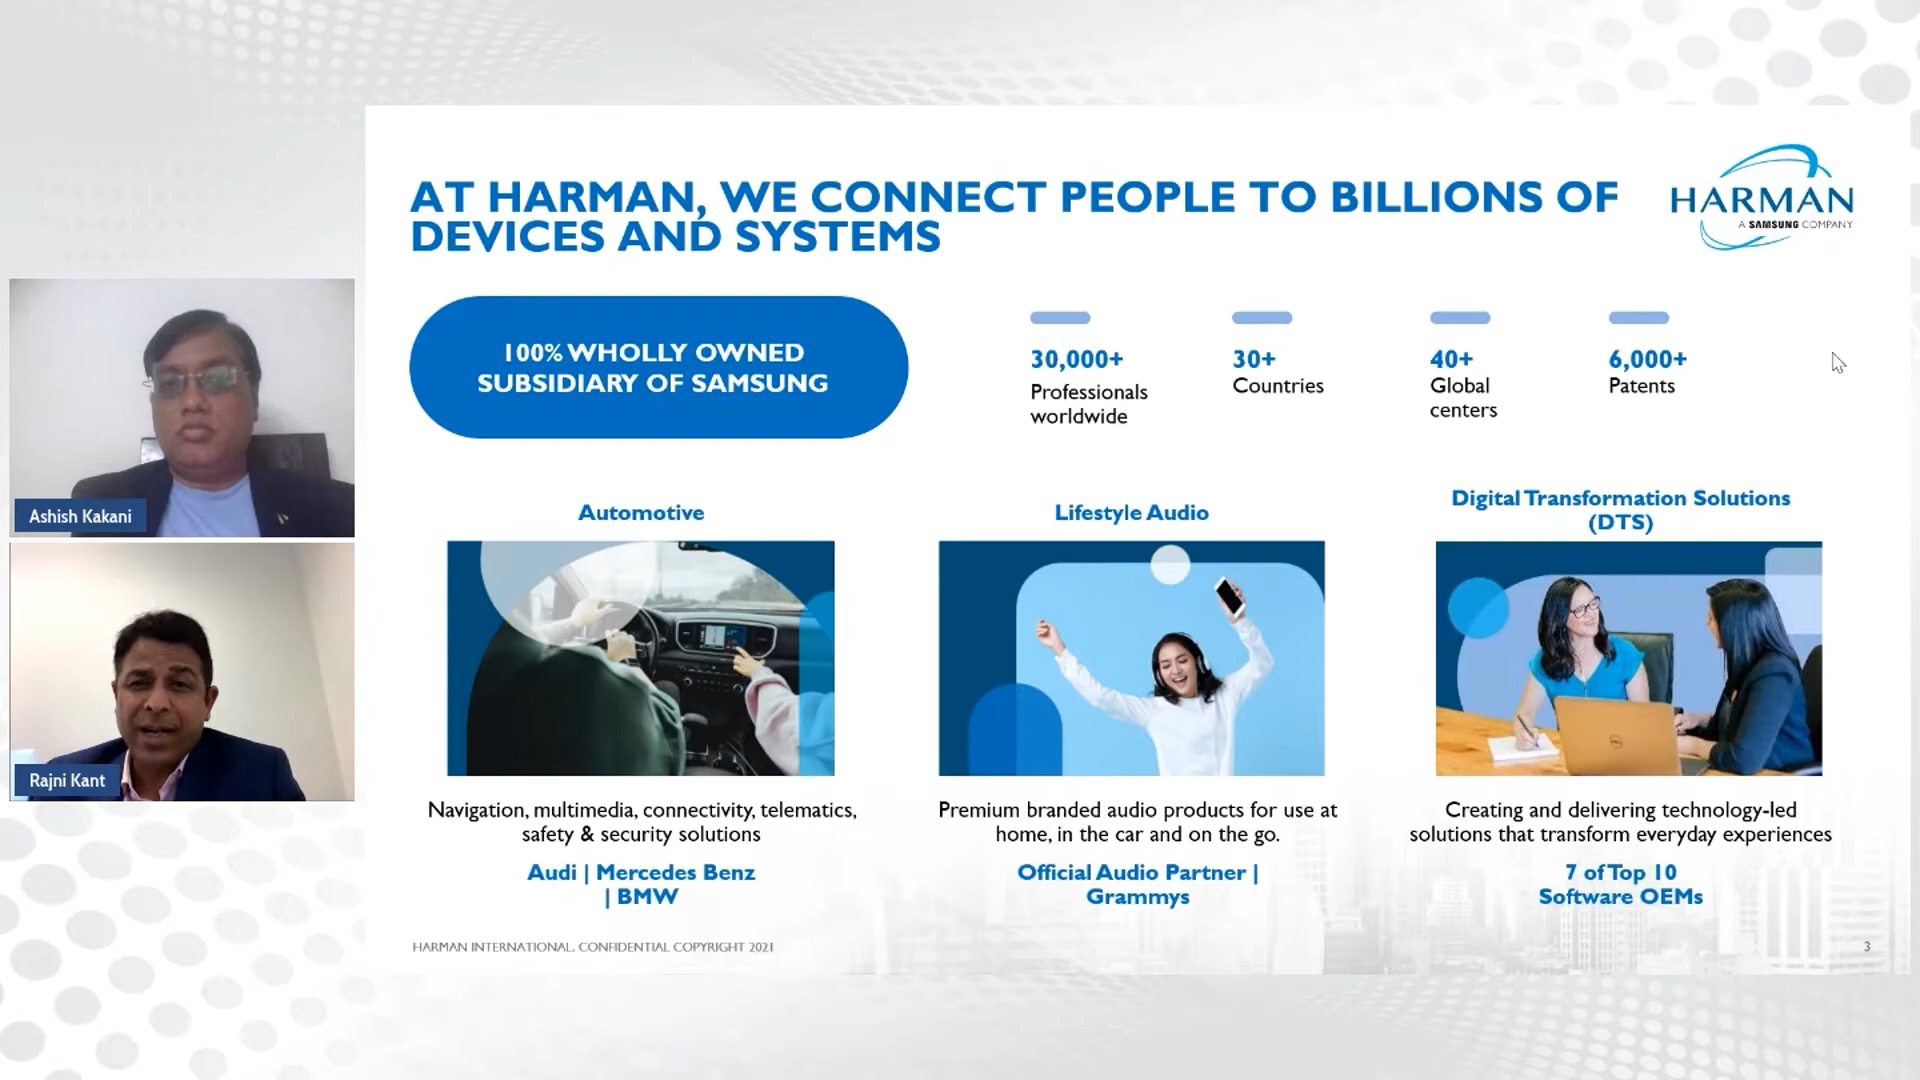 AT HARMAN, WE CONNECT PEOPLE TO BILLIONS OF
DEVICES AND SYSTEMS
HARMAN
A SAMSUNG COMPANY
100% WHOLLY OWNED
SUBSIDIARY OF SAMSUNG
30,000+
Professionals
worldwide
30+
Countries
40+
Global
centers
6,000+
Patents
Ashish Kakani
Rajni Kant
Automotive
Navigation, multimedia, connectivity, telematics,
safety & security solutions
Audi | Mercedes Benz
| BMW
Lifestyle Audio
Premium branded audio products for use at
home, in the car and on the go.
Official Audio Partner |
Grammys
Digital Transformation Solutions
(DTS)
Creating and delivering technology-led
solutions that transform everyday experiences
7 of Top 10
Software OEMs
HARMAN INTERNATIONAL. CONFIDENTIAL COPYRIGHT 2021
3